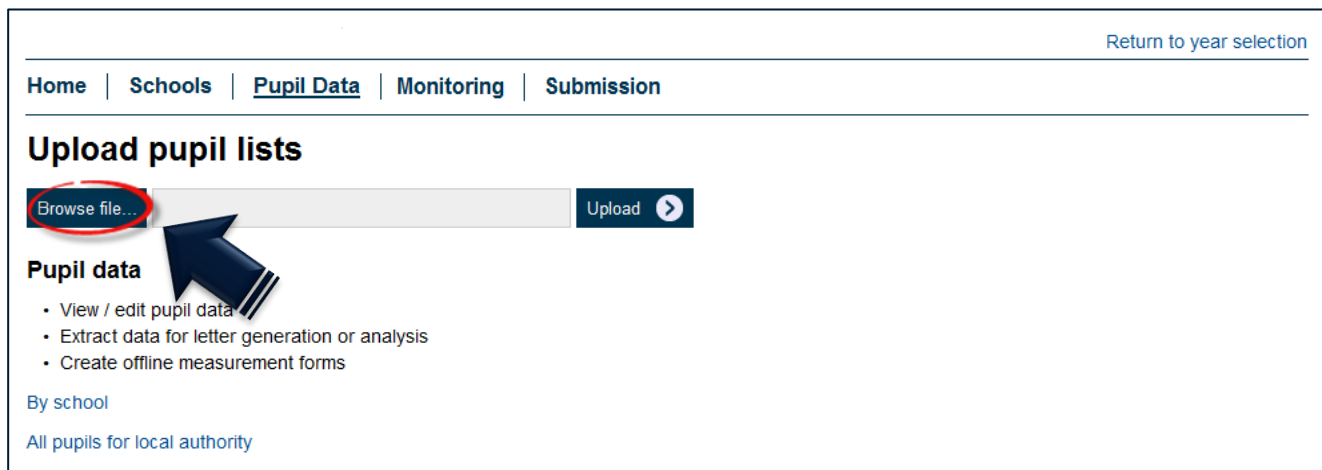 Return to year selection
Home | Schools | Pupil Data | Monitoring | Submission
Upload pupil lists
Browse file... Upload
Pupil data
• View / edit pupil data
• Extract data for letter generation or analysis
• Create offline measurement forms
By school
All pupils for local authority